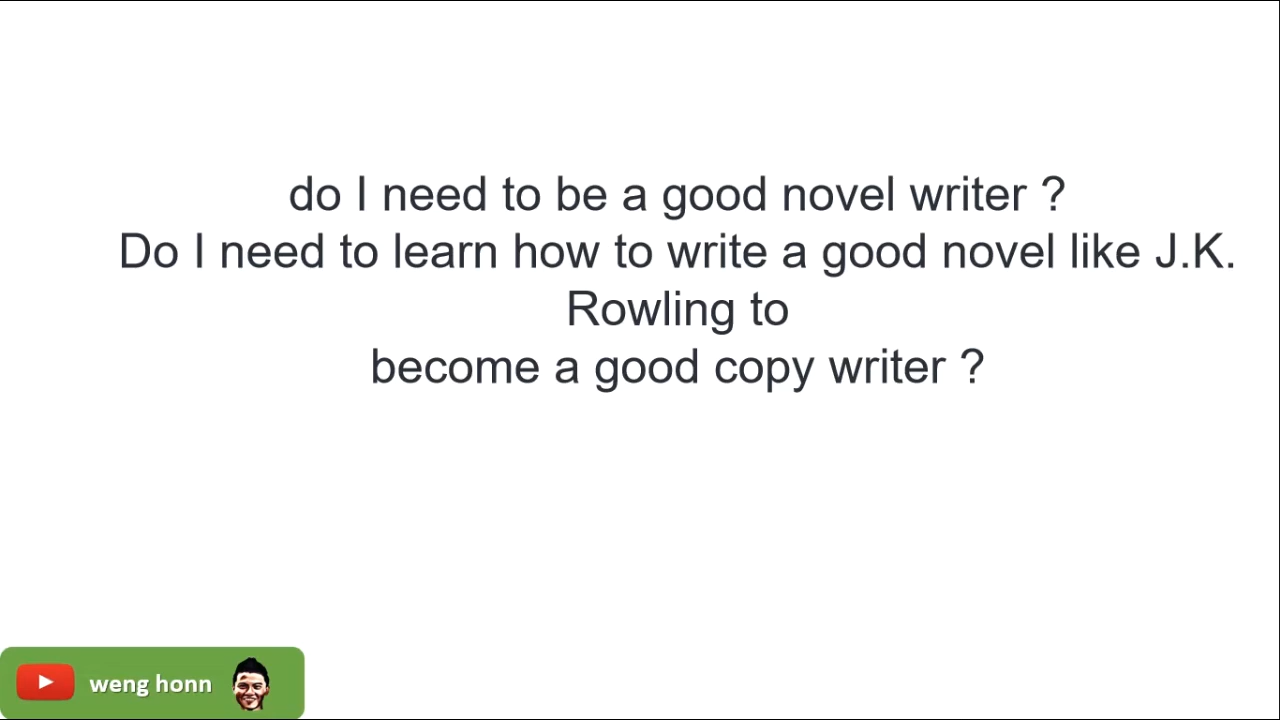 do I need to be a good novel writer ?
Do I need to learn how to write a good novel like J.K.
Rowling to
become a good copy writer ?
weng honn